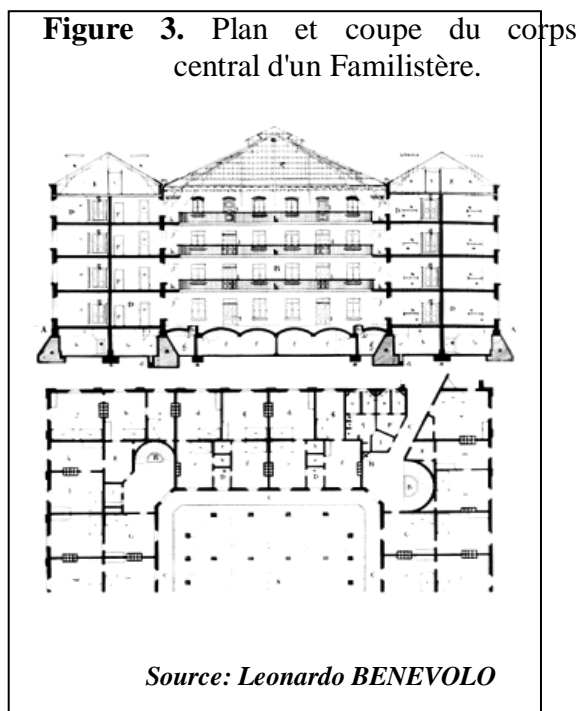 Figure 3. Plan et coupe du corps
central d'un Familistère.
Source: Leonardo BENEVOLO